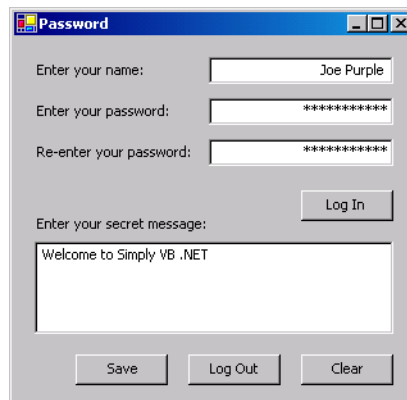 Password
Enter your name: Joe Purple
Enter your password: ***********
Re-enter your password: ***********
Log In
Enter your secret message:
Welcome to Simply VB .NET
Save Log Out Clear